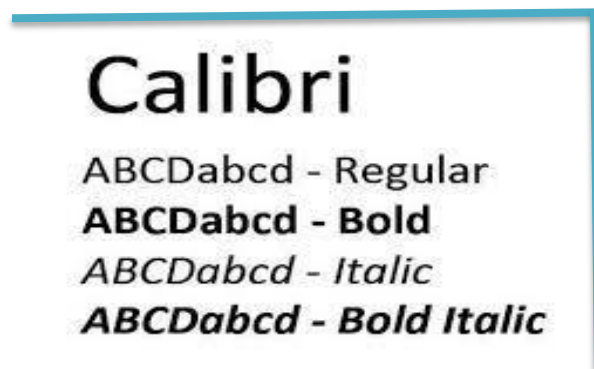 Calibri
ABCDabcd - Regular
ABCDabcd - Bold
ABCDabcd - Italic
ABCDabcd - Bold Italic